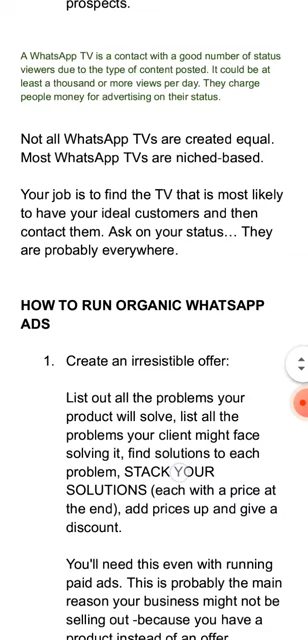 prospects.
A WhatsApp TV is a contact with a good number of status
viewers due to the type of content posted. It could be at
least a thousand or more views per day. They charge
people money for advertising on their status.
Not all WhatsApp TVs are created equal.
Most WhatsApp TVs are niched-based.
Your job is to find the TV that is most likely
to have your ideal customers and then
contact them. Ask on your status... They
are probably everywhere.
HOW TO RUN ORGANIC WHATSAPP
ADS
1. Create an irresistible offer:
List out all the problems your
product will solve, list all the
problems your client might face
solving it, find solutions to each
problem, STACK YOUR
SOLUTIONS (each with a price at
the end), add prices up and give a
discount.
You'll need this even with running
paid ads. This is probably the main
reason your business might not be
selling out -because you have a
product instead of an offer